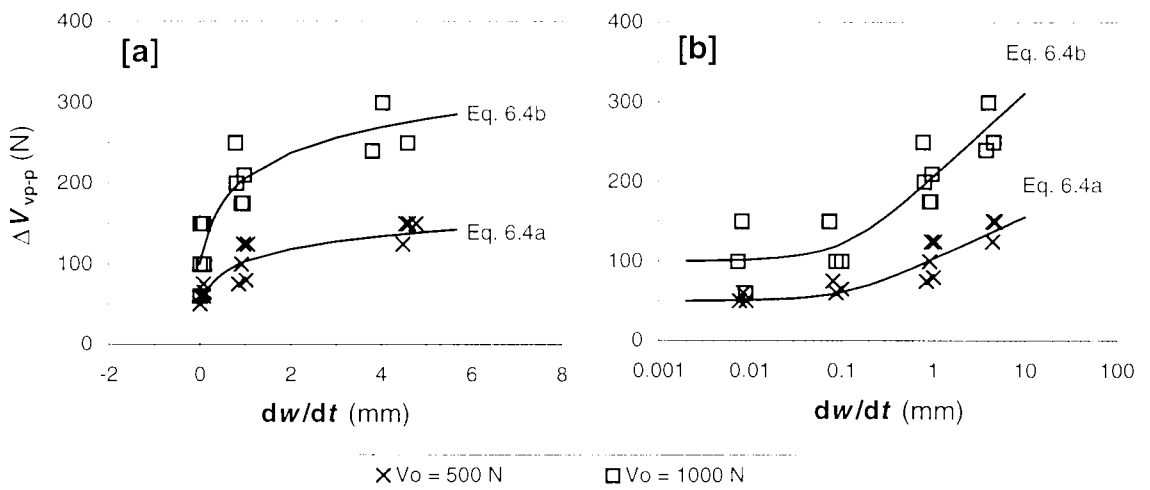 400
[a]
300
Eq. 6.4b
200
Eq. 6.4a
100
0
-2 0 2 4 6 8
ΔVvp-p (N)
dw/dt (mm)
400
[b]
Eq. 6.4b
300
200
Eq. 6.4a
100
0
0.001 0.01 0.1 1 10 100
dw/dt (mm)
× Vo = 500 N □ Vo = 1000 N